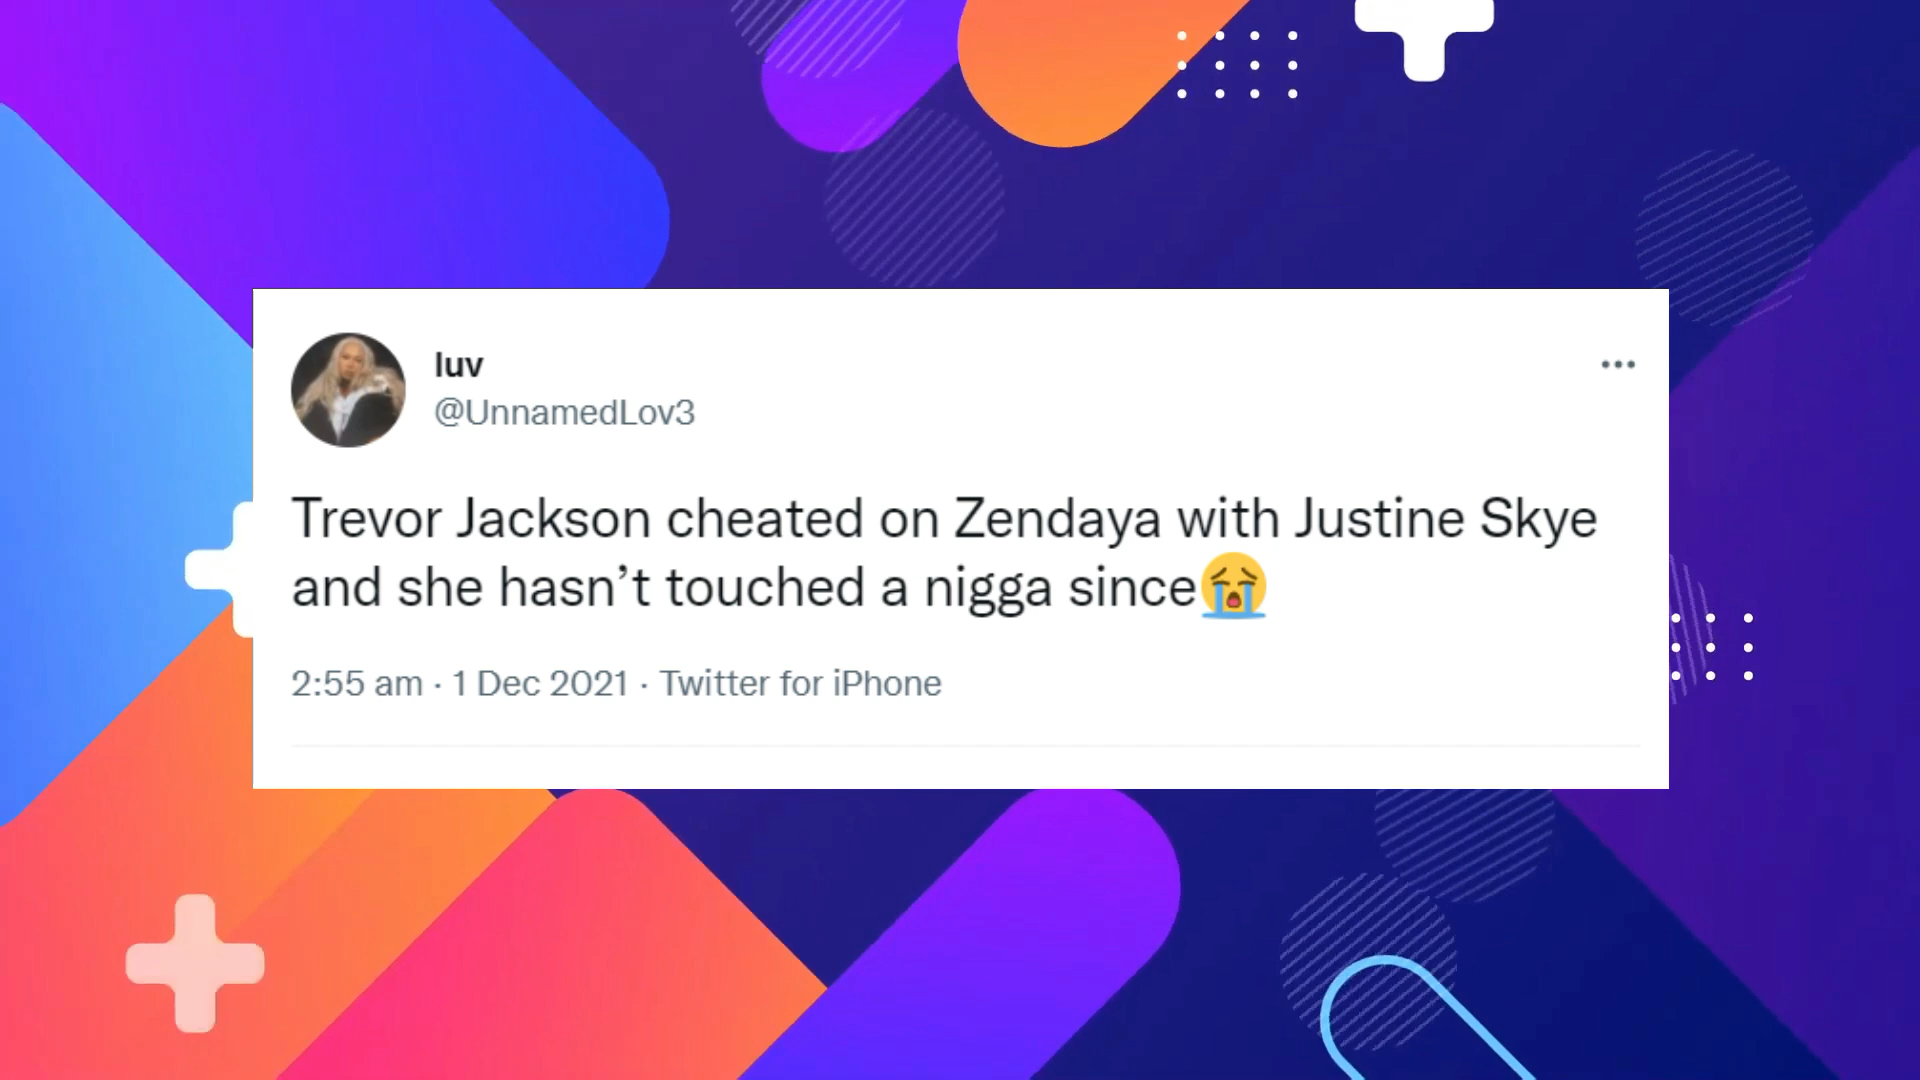 luv
@UnnamedLov3
Trevor Jackson cheated on Zendaya with Justine Skye
and she hasn’t touched a nigga since😭
2:55 am · 1 Dec 2021 · Twitter for iPhone